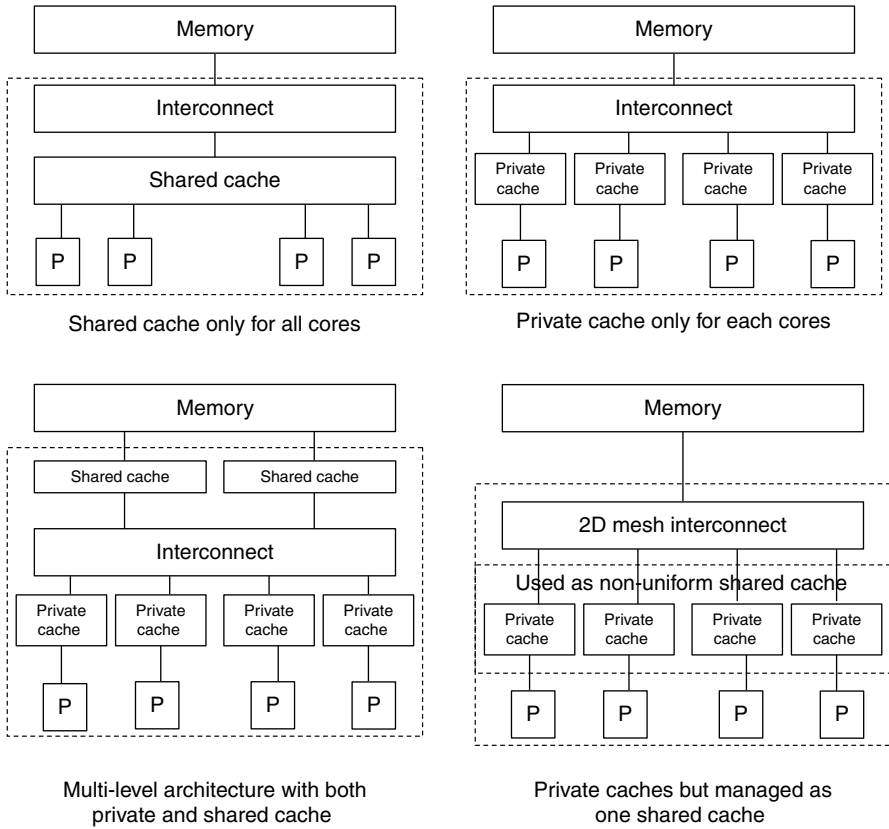 Memory
Interconnect
Shared cache
P P P P
Shared cache only for all cores
Memory
Interconnect
Private cache Private cache Private cache Private cache
P P P P
Private cache only for each cores
Memory
Shared cache Shared cache
Interconnect
Private cache Private cache Private cache Private cache
P P P P
Multi-level architecture with both
private and shared cache
Memory
2D mesh interconnect
Used as non-uniform shared cache
Private cache Private cache Private cache Private cache
P P P P
Private caches but managed as
one shared cache